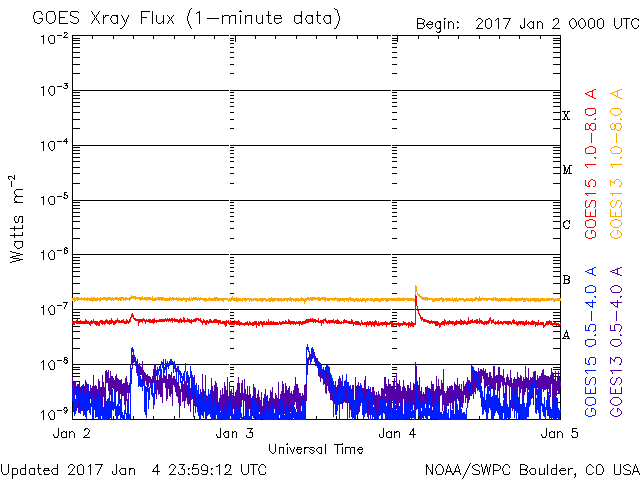 GOES Xray Flux (1-minute data)
Begin: 2017 Jan 2 0000 UTC
10⁻²
10⁻³
10⁻⁴
10⁻⁵
10⁻⁶
10⁻⁷
10⁻⁸
10⁻⁹
Watts m⁻²
X
M
C
B
A
GOES15 1.0-8.0 A
GOES13 1.0-8.0 A
GOES15 0.5-4.0 A
GOES13 0.5-4.0 A
Jan 2
Jan 3
Jan 4
Jan 5
Universal Time
Updated 2017 Jan 4 23:59:12 UTC
NOAA/SWPC Boulder, CO USA